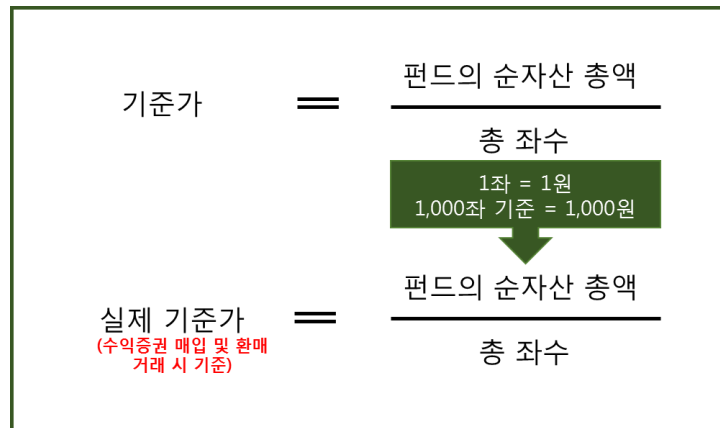 펀드의 순자산 총액
기준가 =
총 좌수
1좌 = 1원
1,000좌 기준 = 1,000원
펀드의 순자산 총액
실제 기준가 =
(수익증권 매입 및 환매
거래 시 기준)
총 좌수